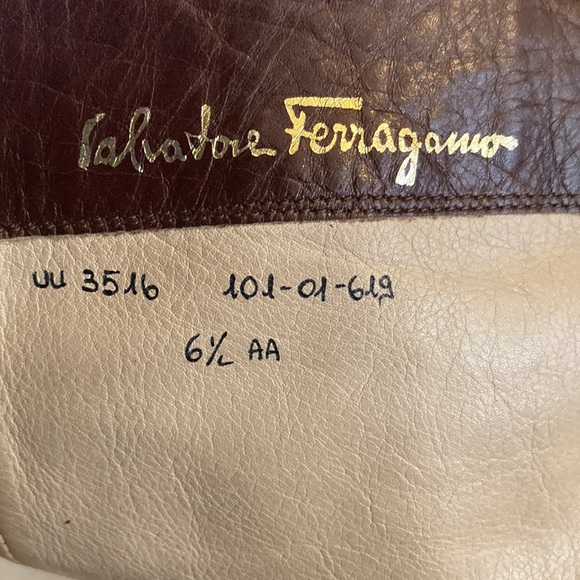 Salvatore Ferragamo
UU 3516 101-01-619
6½ AA